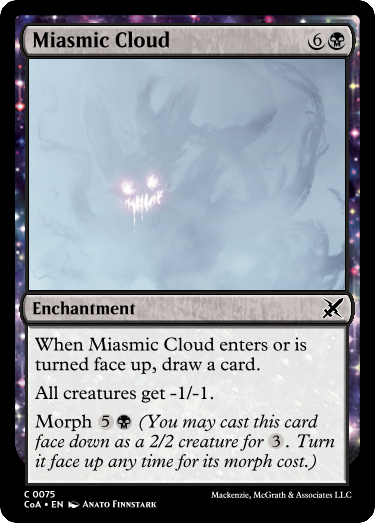 Miasmic Cloud 6
Enchantment
When Miasmic Cloud enters or is
turned face up, draw a card.
All creatures get -1/-1.
Morph 5 (You may cast this card
face down as a 2/2 creature for 3. Turn
it face up any time for its morph cost.)
C 0075
CoA • EN Anato Finnstark
Mackenzie, McGrath & Associates LLC